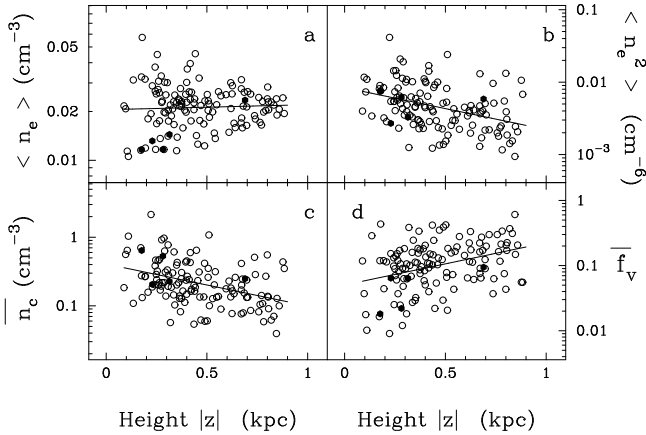 < n_e > (cm^-3)
0.05
0.02
0.01
a
b
0.1
0.01
10^-3
< n_e^2 > (cm^-6)
n_c (cm^-3)
1
0.1
c
d
1
0.1
0.01
f_v
0 0.5 1
0 0.5 1
Height |z| (kpc)
Height |z| (kpc)